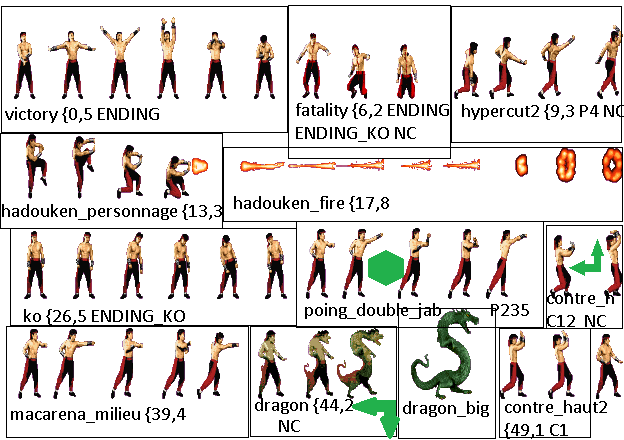 victory {0,5 ENDING
fatality {6,2 ENDING
ENDING_KO NC
hypercut2 {9,3 P4 NC
hadouken_personnage {13,3
hadouken_fire {17,8
ko {26,5 ENDING_KO
poing_double_jab P235
contre_h
C12 NC
macarena_milieu {39,4
dragon {44,2
NC
dragon_big
contre_haut2
{49,1 C1